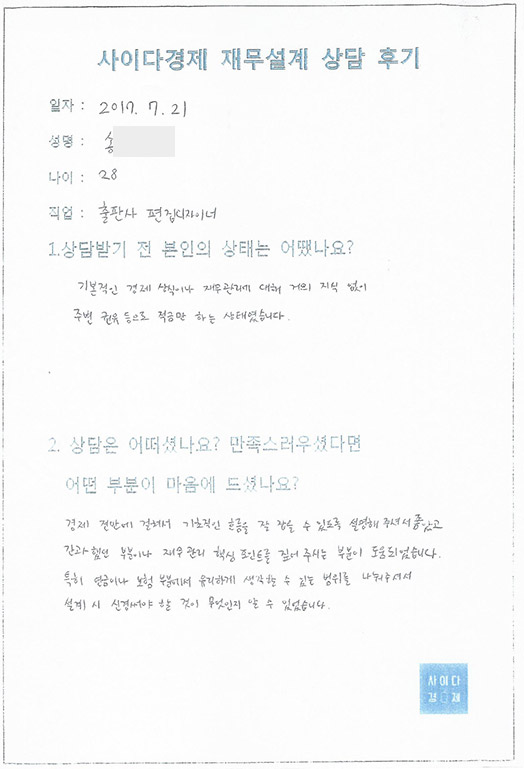 사이다경제 재무설계 상담 후기
일자 : 2017. 7. 21
성명 : 송
나이 : 28
직업 : 출판사 편집디자이너
1.상담받기 전 본인의 상태는 어땠나요?
기본적인 경제 상식이나 재무관리에 대해 거의 지식 없이
주변 권유 등으로 적금만 하는 상태였습니다.
2. 상담은 어떠셨나요? 만족스러우셨다면
어떤 부분이 마음에 드셨나요?
경제 전반에 걸쳐서 기초적인 흐름을 잘 잡을 수 있도록 설명해 주셔서 좋았고
간과했던 부분이나 재무관리 핵심 포인트를 짚어 주시는 부분이 도움되었습니다.
특히 연금이나 보험 부분에서 유리하게 생각할 수 있는 범위를 나눠주셔서
설계 시 신경써야 할 것이 무엇인지 알 수 있었습니다.
사이다
경제